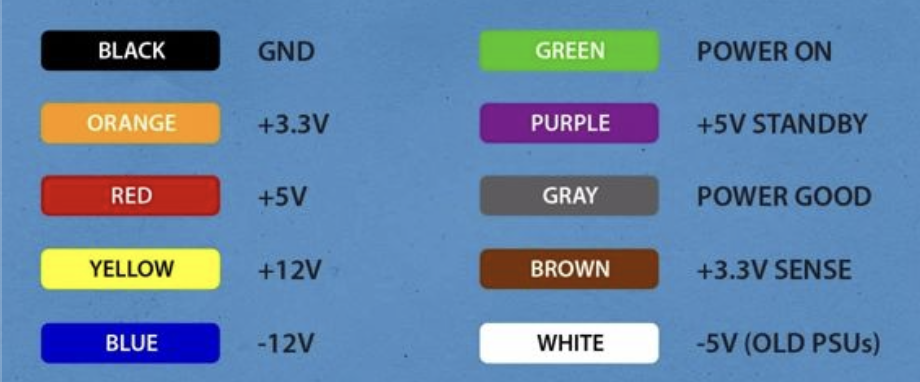 BLACK GND GREEN POWER ON
ORANGE +3.3V PURPLE +5V STANDBY
RED +5V GRAY POWER GOOD
YELLOW +12V BROWN +3.3V SENSE
BLUE -12V WHITE -5V (OLD PSUs)